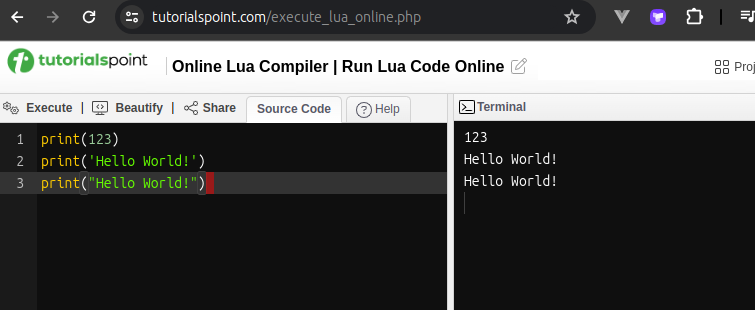 tutorialspoint.com/execute_lua_online.php
tutorialspoint
Online Lua Compiler | Run Lua Code Online
Execute | Beautify | Share Source Code Help
1 print(123)
2 print('Hello World!')
3 print("Hello World!")
Terminal
123
Hello World!
Hello World!